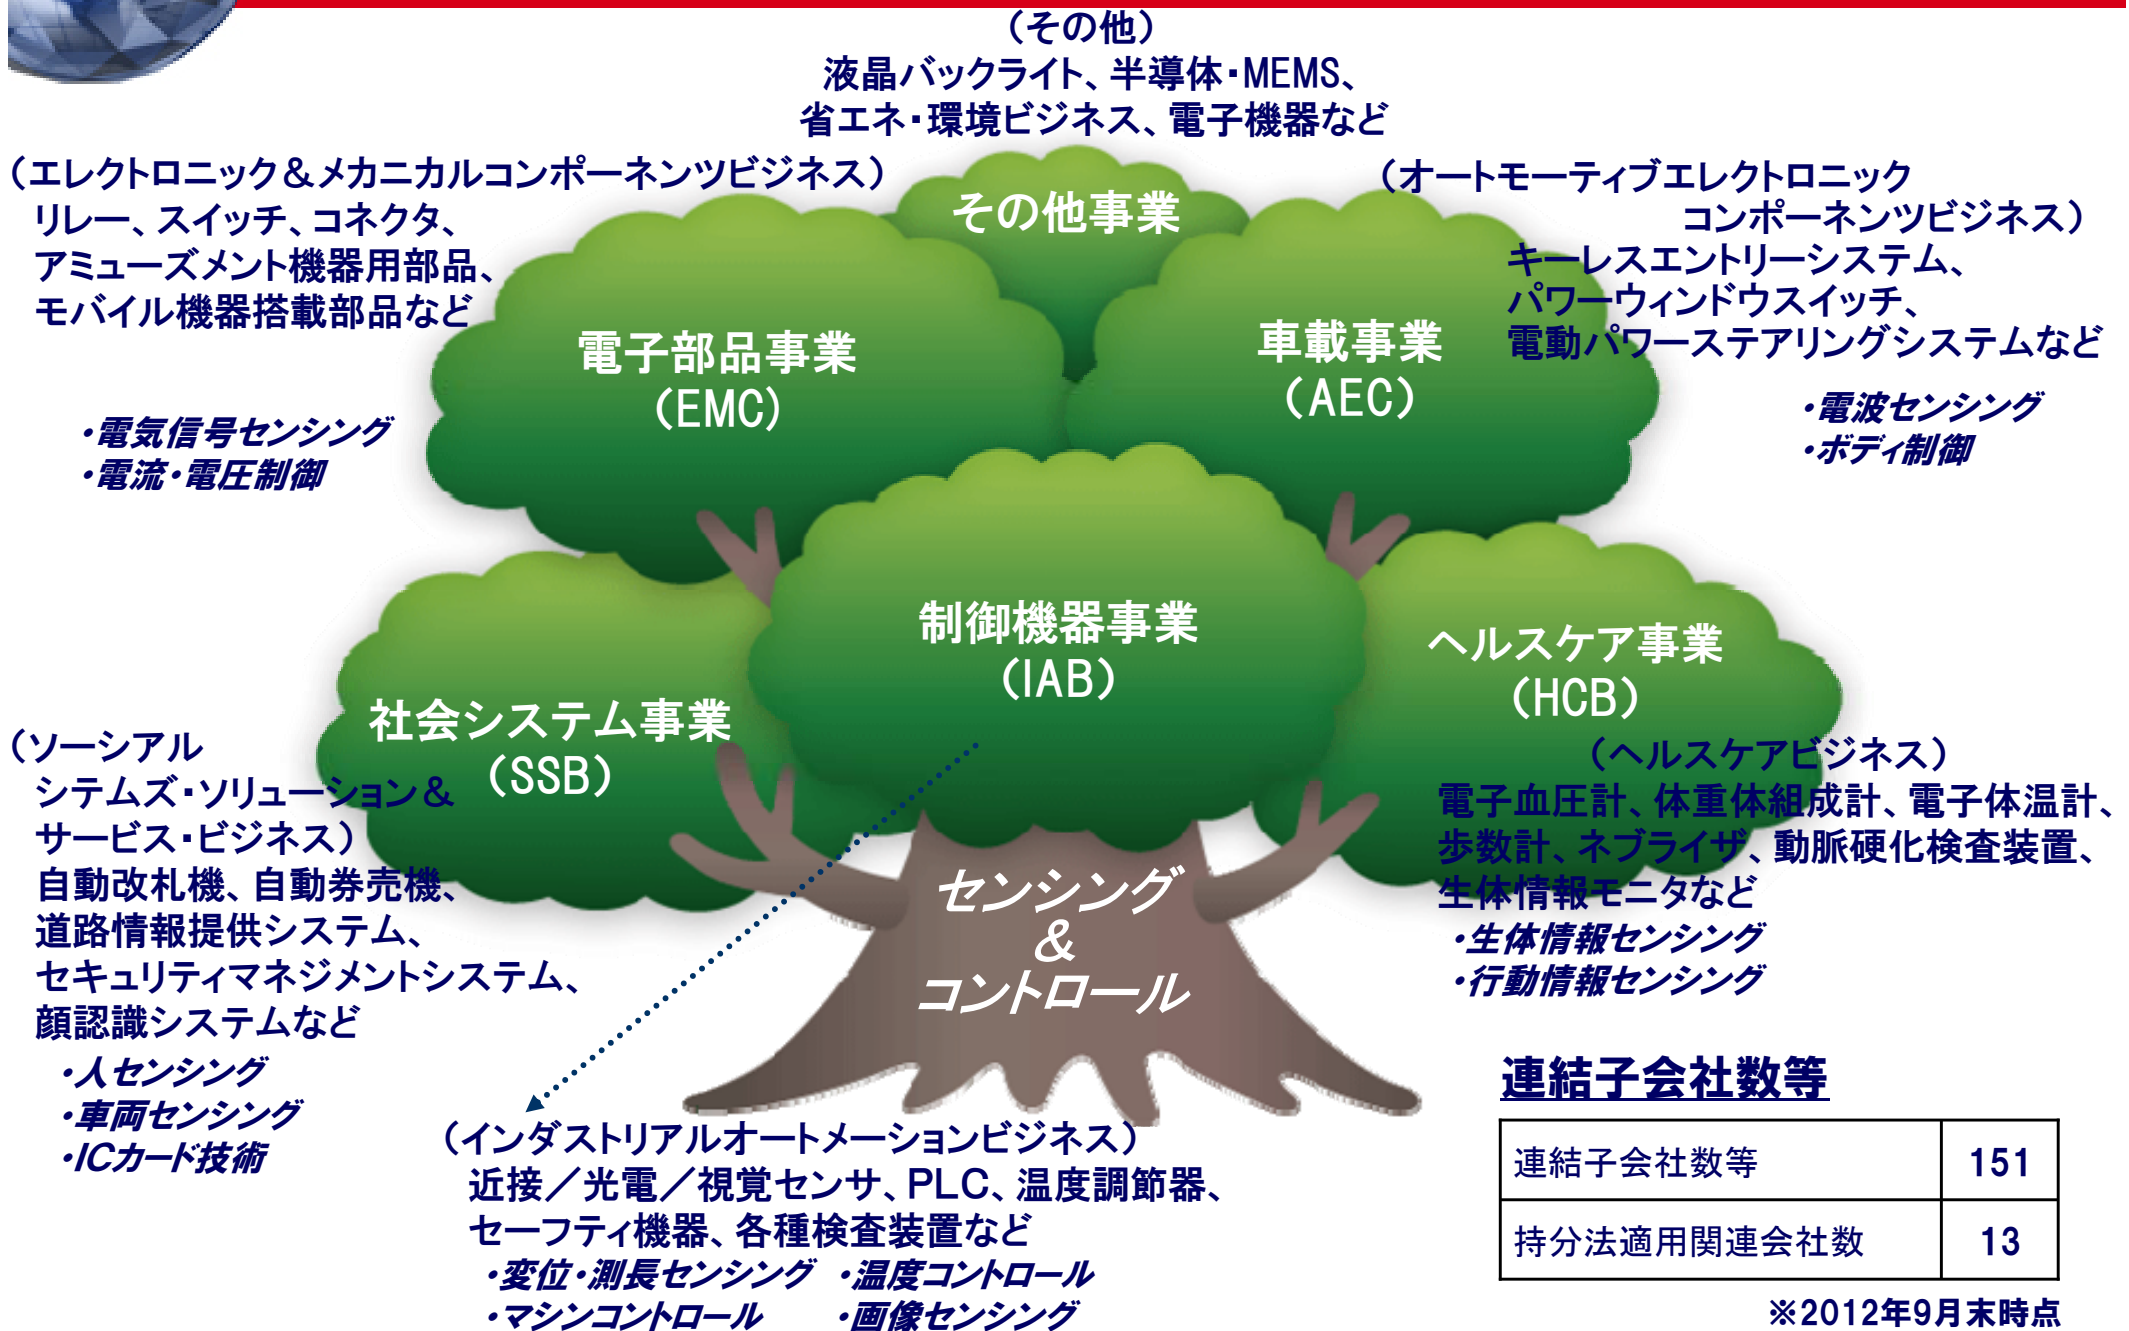 （その他）
液晶バックライト、半導体・MEMS、
省エネ・環境ビジネス、電子機器など
その他事業
（エレクトロニック＆メカニカルコンポーネンツビジネス）
リレー、スイッチ、コネクタ、
アミューズメント機器用部品、
モバイル機器搭載部品など
電子部品事業
（EMC）
・電気信号センシング
・電流・電圧制御
（オートモーティブエレクトロニック
コンポーネンツビジネス）
キーレスエントリーシステム、
パワーウィンドウスイッチ、
電動パワーステアリングシステムなど
車載事業
（AEC）
・電波センシング
・ボディ制御
制御機器事業
（IAB）
ヘルスケア事業
（HCB）
（ヘルスケアビジネス）
電子血圧計、体重体組成計、電子体温計、
歩数計、ネブライザ、動脈硬化検査装置、
生体情報モニタなど
・生体情報センシング
・行動情報センシング
社会システム事業
（SSB）
（ソーシアル
システムズ・ソリューション＆
サービス・ビジネス）
自動改札機、自動券売機、
道路情報提供システム、
セキュリティマネジメントシステム、
顔認識システムなど
・人センシング
・車両センシング
・ICカード技術
センシング
＆
コントロール
（インダストリアルオートメーションビジネス）
近接／光電／視覚センサ、PLC、温度調節器、
セーフティ機器、各種検査装置など
・変位・測長センシング ・温度コントロール
・マシンコントロール ・画像センシング
連結子会社数等
連結子会社数等 151
持分法適用関連会社数 13
※2012年9月末時点